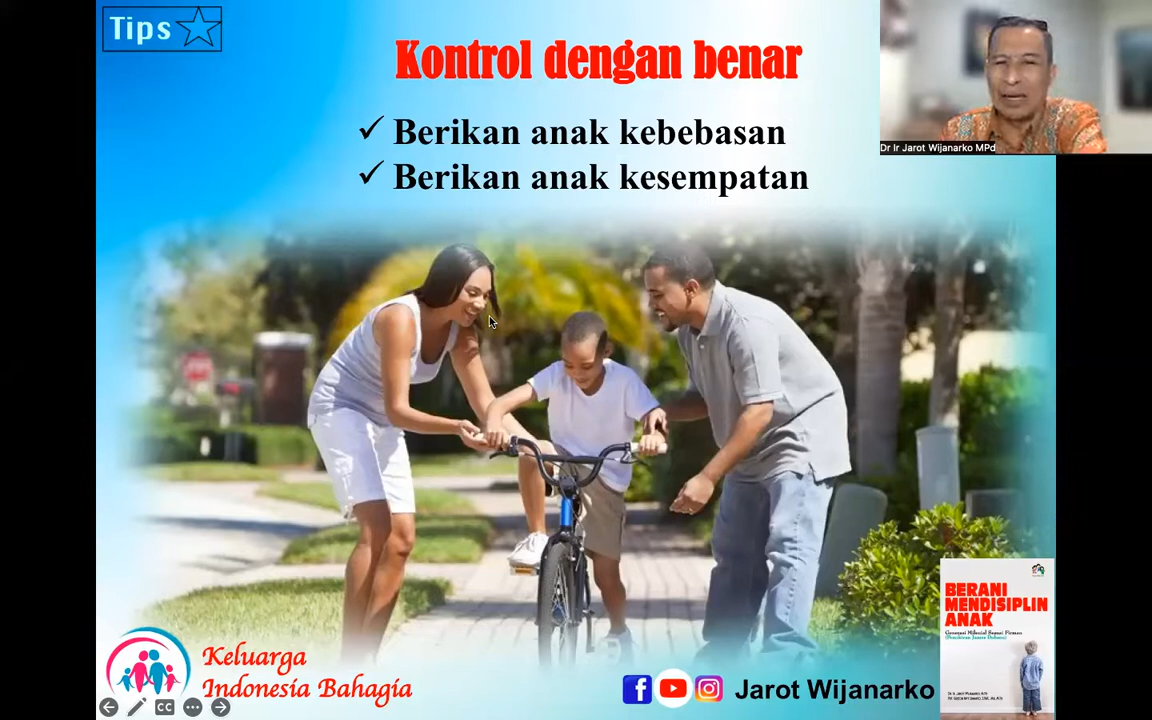 Tips
Kontrol dengan benar
✓ Berikan anak kebebasan
✓ Berikan anak kesempatan
Dr Ir Jarot Wijanarko MPd
BERANI
MENDISIPLIN
ANAK
Keluarga
Indonesia Bahagia
CC
Jarot Wijanarko